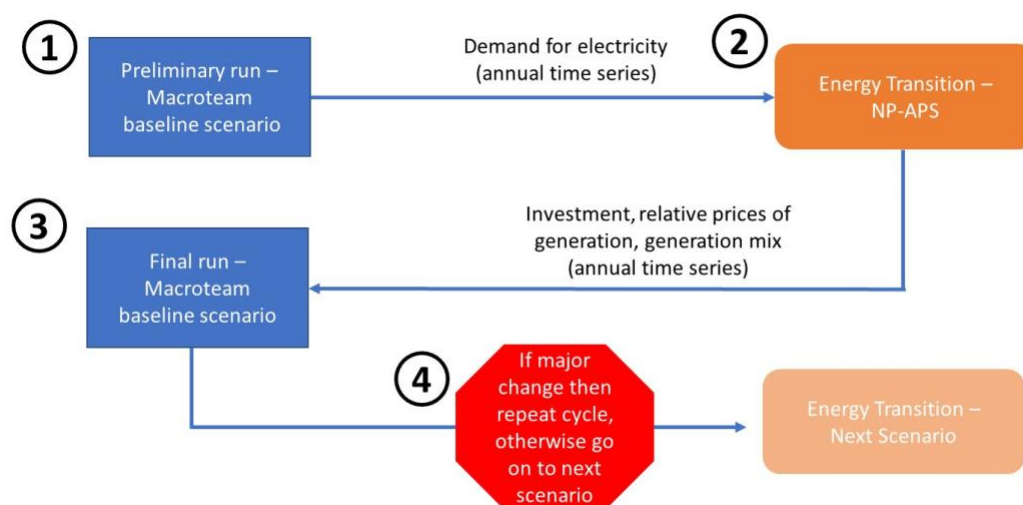 1
Preliminary run –
Macroteam
baseline scenario
Demand for electricity
(annual time series)
2
Energy Transition –
NP-APS
3
Final run –
Macroteam
baseline scenario
Investment, relative prices of
generation, generation mix
(annual time series)
4
If major
change then
repeat cycle,
otherwise go
on to next
scenario
Energy Transition –
Next Scenario